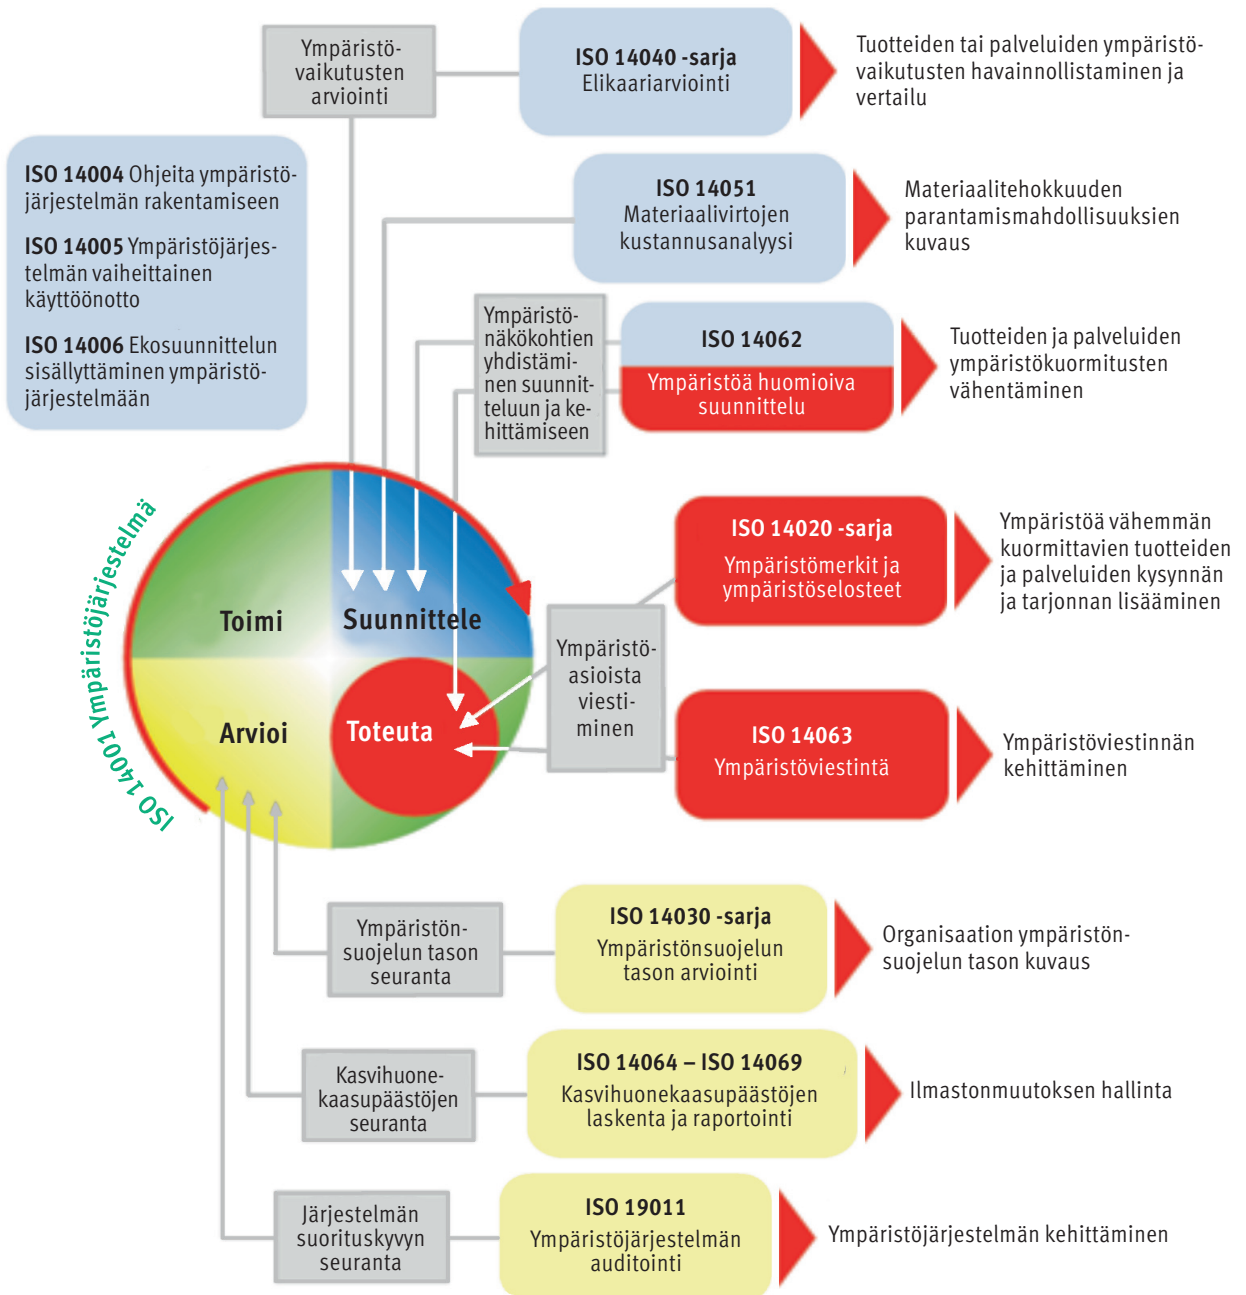 Ympäristö-
vaikutusten
arviointi
ISO 14040 -sarja
Elikaariarviointi
Tuotteiden tai palveluiden ympäristö-
vaikutusten havainnollistaminen ja
vertailu
ISO 14004 Ohjeita ympäristö-
järjestelmän rakentamiseen
ISO 14005 Ympäristöjärjes-
telmän vaiheittainen
käyttöönotto
ISO 14006 Ekosuunnittelun
sisällyttäminen ympäristö-
järjestelmään
ISO 14051
Materiaalivirtojen
kustannusanalyysi
Materiaalitehokkuuden
parantamismahdollisuuksien
kuvaus
Ympäristö-
näkökohtien
yhdistämi-
nen suunnit-
teluun ja ke-
hittämiseen
ISO 14062
Ympäristöä huomioiva
suunnittelu
Tuotteiden ja palveluiden
ympäristökuormitusten
vähentäminen
ISO 14001 Ympäristöjärjestelmä
Toimi
Suunnittele
Arvioi
Toteuta
Ympäristö-
asioista
viesti-
minen
ISO 14020 -sarja
Ympäristömerkit ja
ympäristöselosteet
Ympäristöä vähemmän
kuormittavien tuotteiden
ja palveluiden kysynnän
ja tarjonnan lisääminen
ISO 14063
Ympäristöviestintä
Ympäristöviestinnän
kehittäminen
Ympäristön-
suojelun tason
seuranta
ISO 14030 -sarja
Ympäristönsuojelun
tason arviointi
Organisaation ympäristön-
suojelun tason kuvaus
Kasvihuone-
kaasupäästöjen
seuranta
ISO 14064 – ISO 14069
Kasvihuonekaasupäästöjen
laskenta ja raportointi
Ilmastonmuutoksen hallinta
Järjestelmän
suorituskyvyn
seuranta
ISO 19011
Ympäristöjärjestelmän
auditointi
Ympäristöjärjestelmän kehittäminen